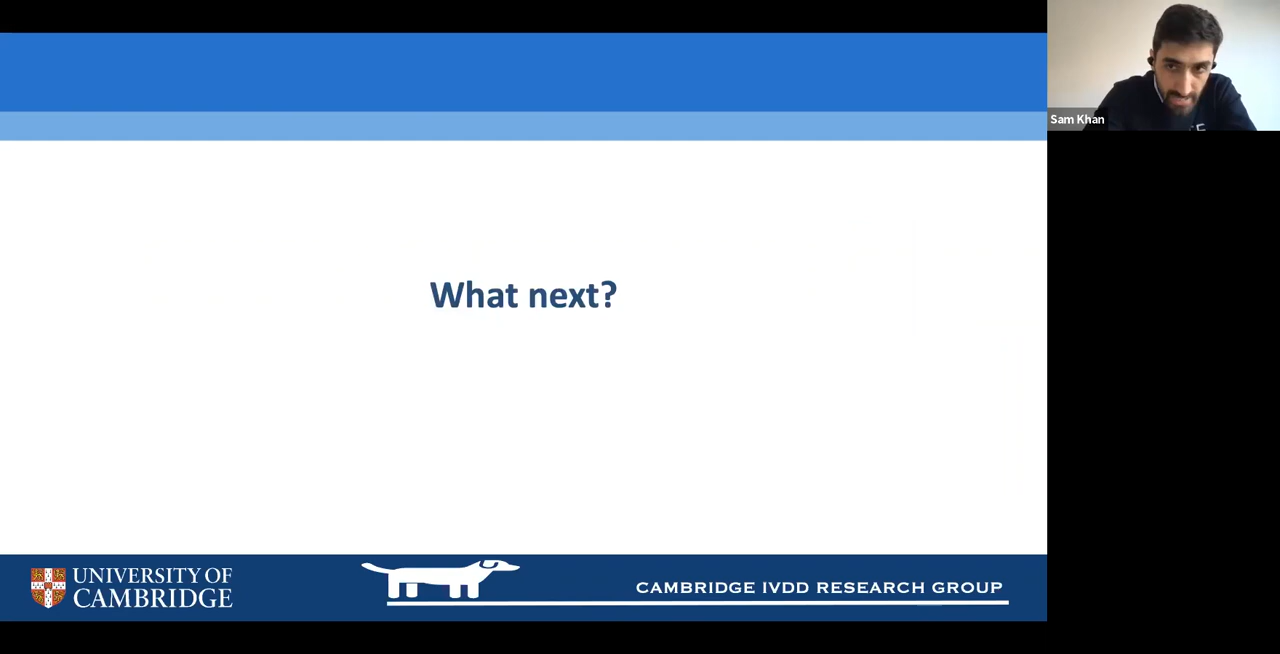 Sam Khan
What next?
UNIVERSITY OF
CAMBRIDGE
CAMBRIDGE IVDD RESEARCH GROUP